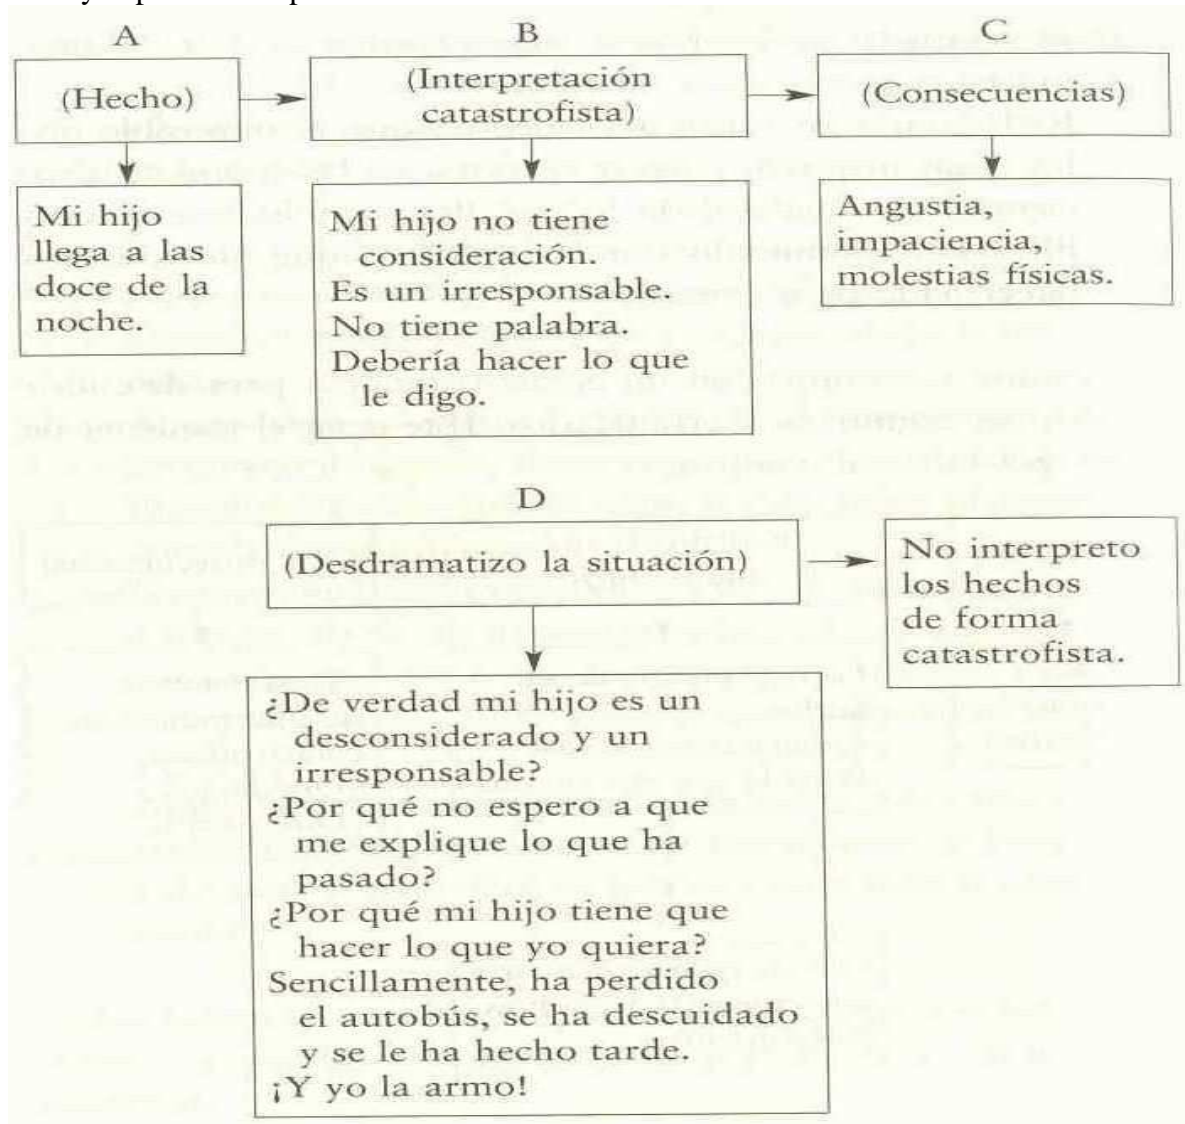 A
B
C
(Hecho)
(Interpretación
catastrofista)
(Consecuencias)
Mi hijo
llega a las
doce de la
noche.
Mi hijo no tiene
consideración.
Es un irresponsable.
No tiene palabra.
Debería hacer lo que
le digo.
Angustia,
impaciencia,
molestias físicas.
D
(Desdramatizo la situación)
No interpreto
los hechos
de forma
catastrofista.
¿De verdad mi hijo es un
desconsiderado y un
irresponsable?
¿Por qué no espero a que
me explique lo que ha
pasado?
¿Por qué mi hijo tiene que
hacer lo que yo quiera?
Sencillamente, ha perdido
el autobús, se ha descuidado
y se le ha hecho tarde.
¡Y yo la armo!